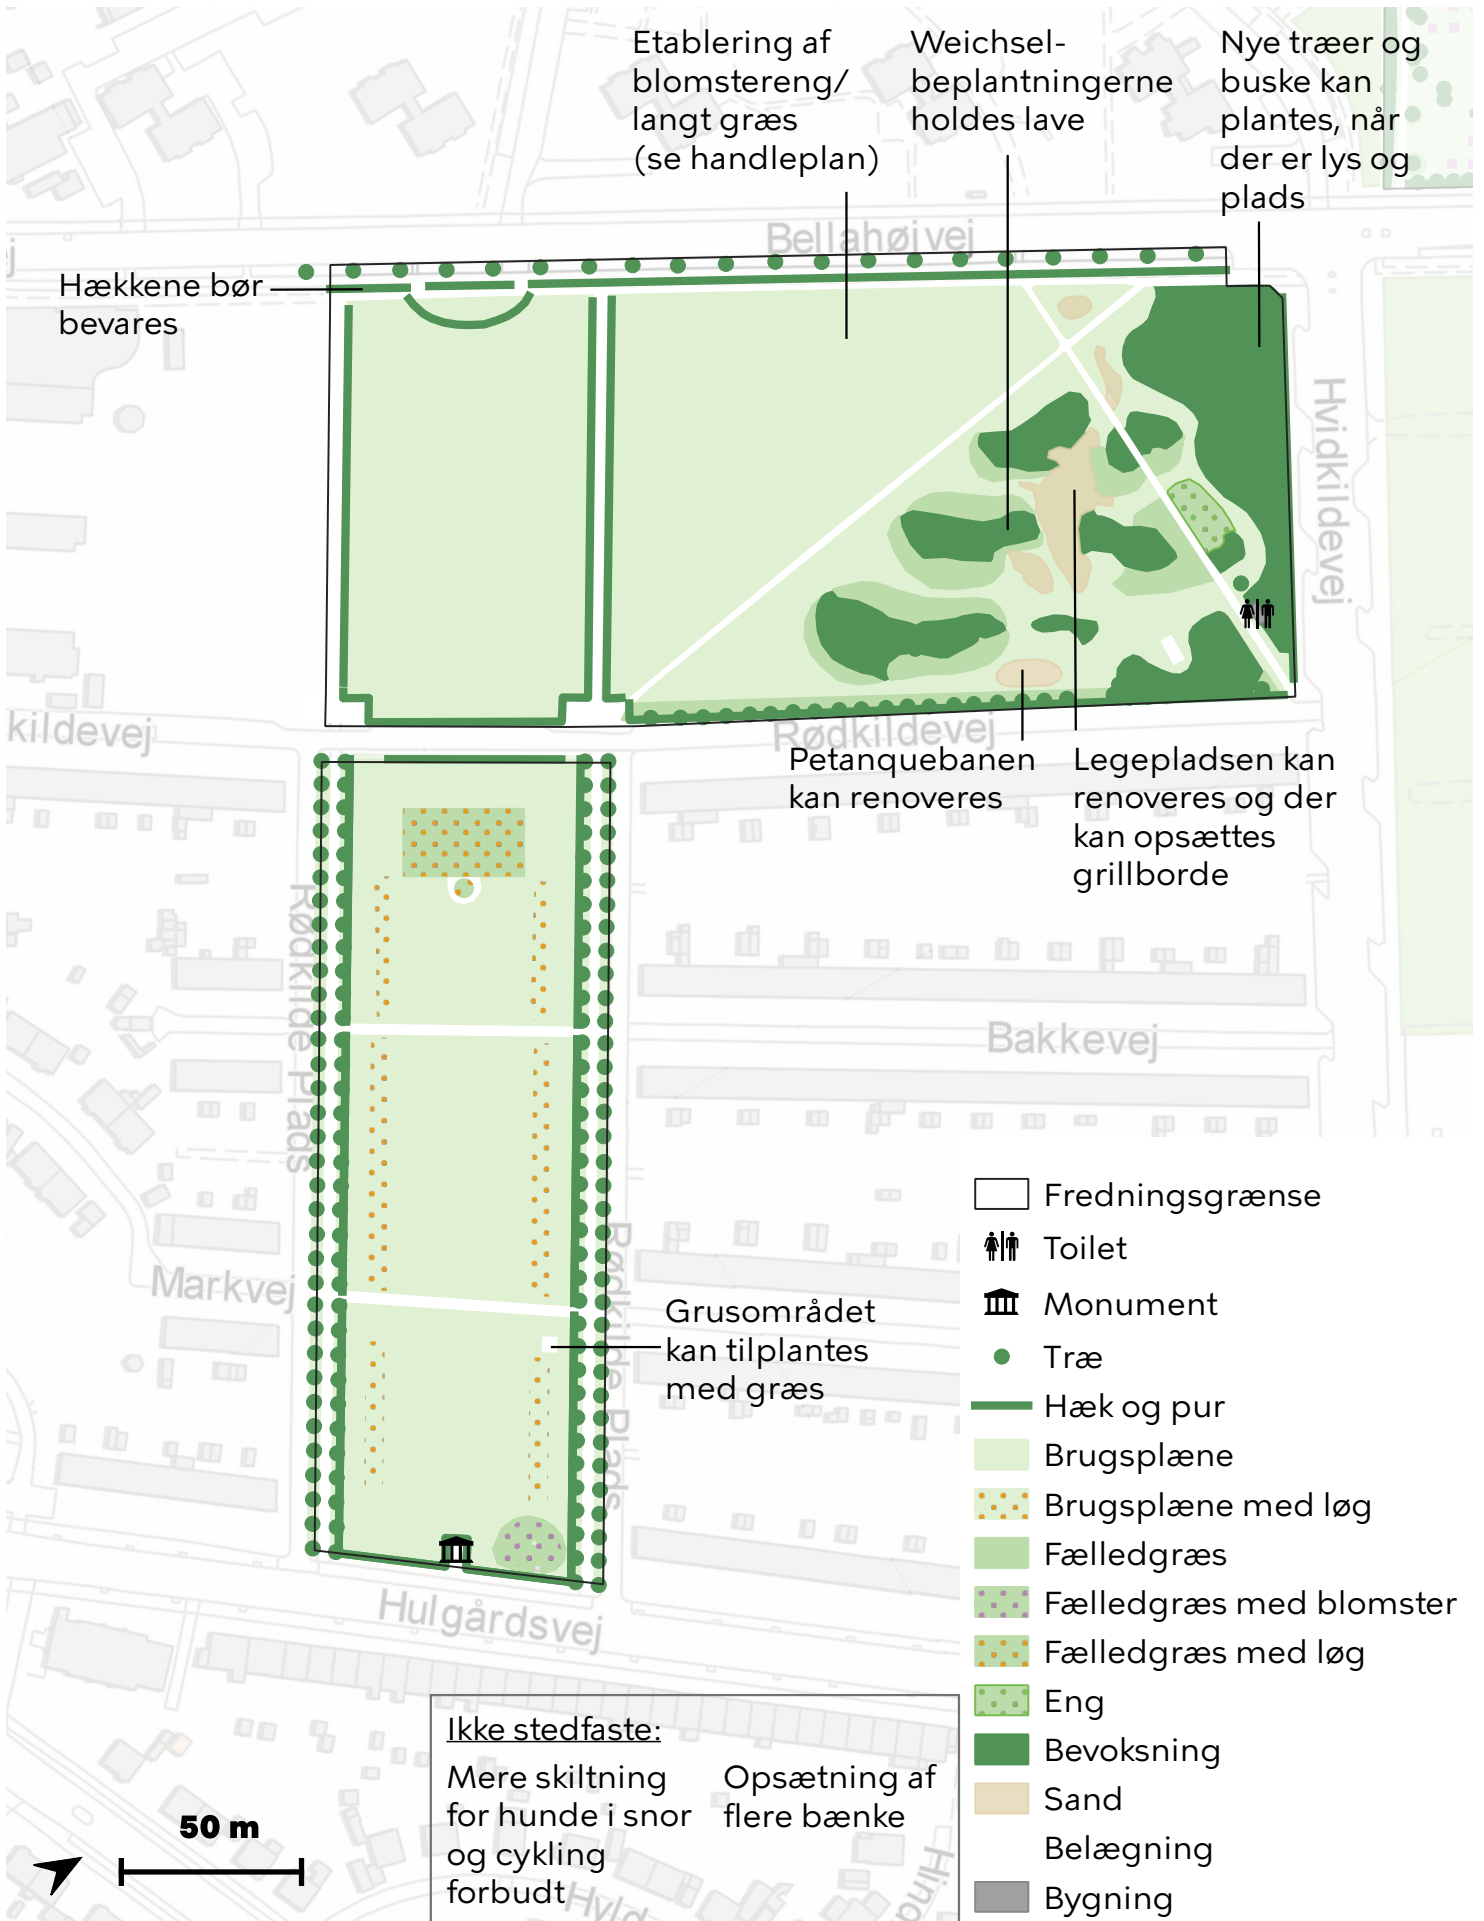 Etablering af
blomstereng/
langt græs
(se handleplan)
Weichsel-
beplantningerne
holdes lave
Nye træer og
buske kan
plantes, når
der er lys og
plads
Bellahøjvej
Hækkene bør
bevares
Hvidkildevej
kildevej
Rødkildevej
Petanquebanen
kan renoveres
Legepladsen kan
renoveres og der
kan opsættes
grillborde
Rødkilde Plads
Bakkevej
Markvej
Rødkilde Plads
Grusområdet
kan tilplantes
med græs
Hulgårdsvej
Fredningsgrænse
Toilet
Monument
Træ
Hæk og pur
Brugsplæne
Brugsplæne med løg
Fælledgræs
Fælledgræs med blomster
Fælledgræs med løg
Eng
Bevoksning
Sand
Belægning
Bygning
Ikke stedfaste:
Mere skiltning
for hunde i snor
og cykling
forbudt
Opsætning af
flere bænke
50 m